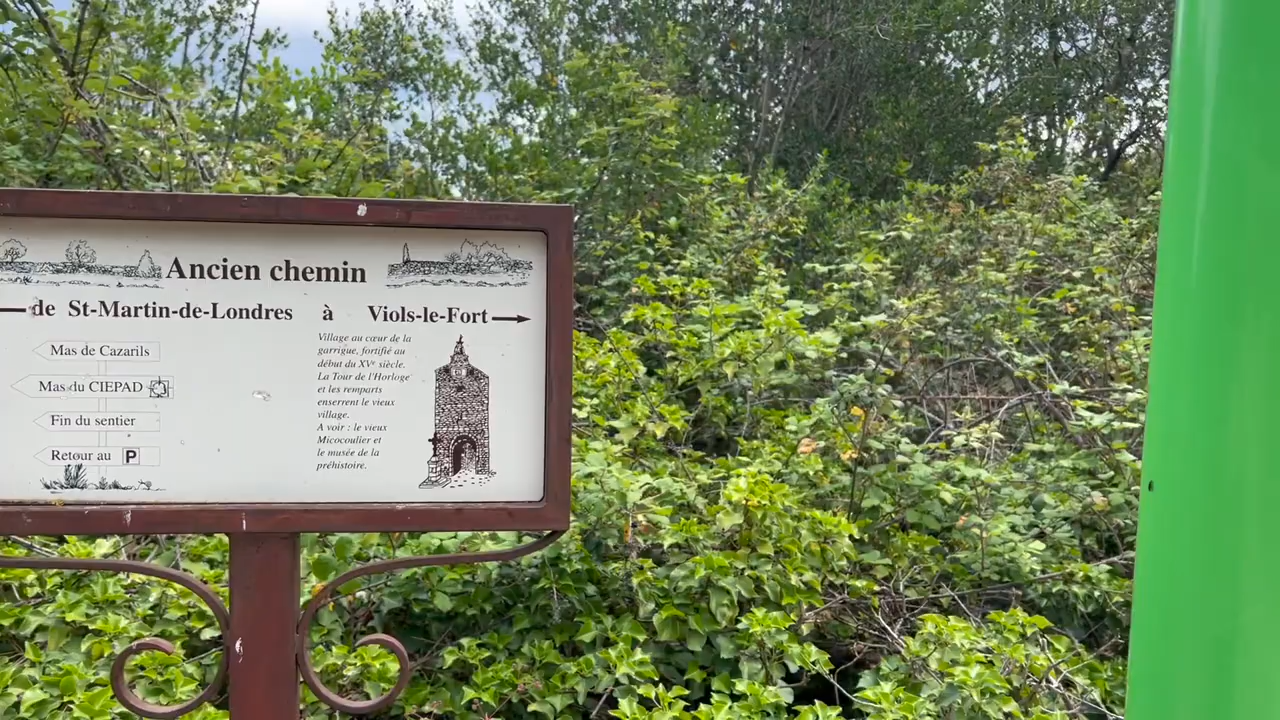 Ancien chemin
de St-Martin-de-Londres à Viols-le-Fort
Mas de Cazarils
Mas du CIEPAD
Fin du sentier
Retour au P
Village au cœur de la
garrigue, fortifié au
début du XVe siècle.
La Tour de l'Horloge
et les remparts
enserrent le vieux
village.
A voir : le vieux
Micocoulier et
le musée de la
préhistoire.